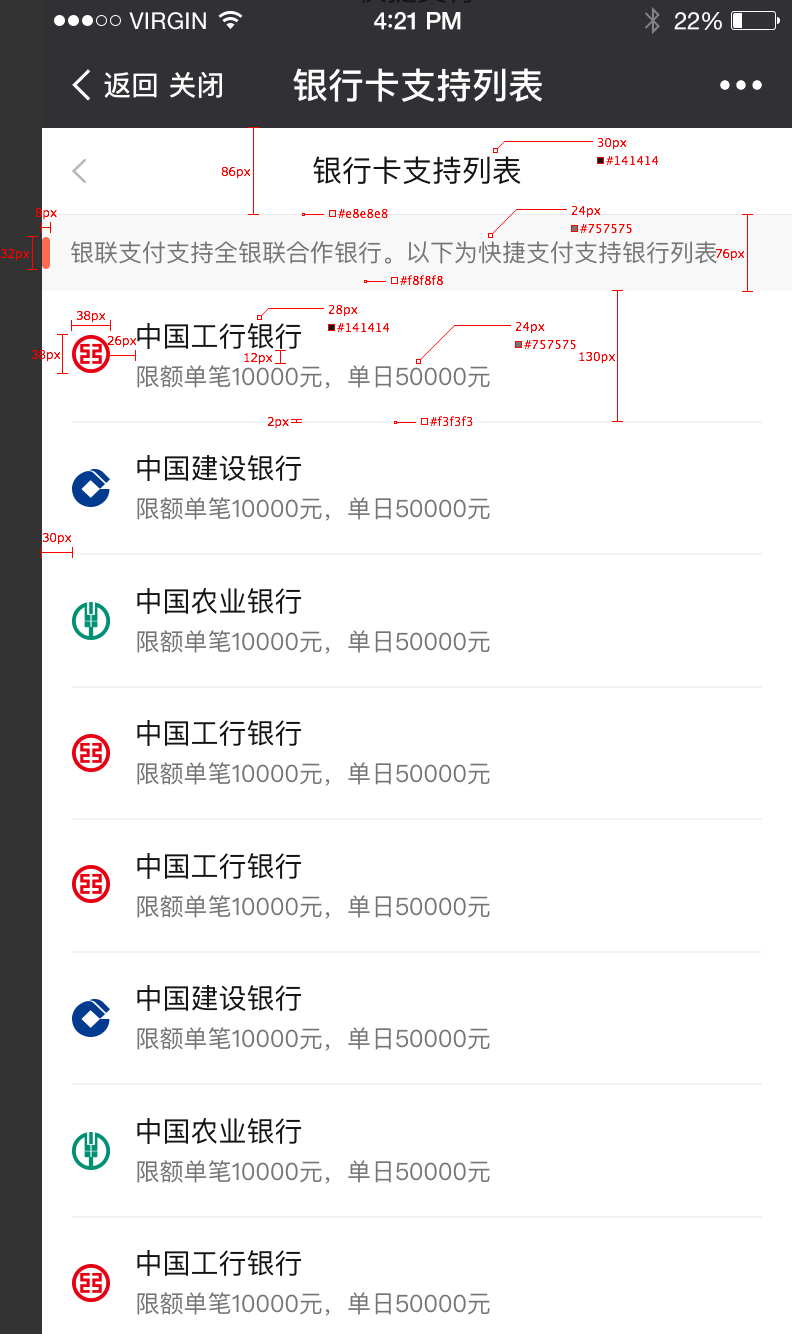 VIRGIN 4:21 PM 22%
返回 关闭 银行卡支持列表
30px
#141414
86px 银行卡支持列表
8px #e8e8e8 24px
#757575
32px 银联支付支持全银联合作银行。以下为快捷支付支持银行列表 76px
#f8f8f8
38px 28px
26px 中国工行银行 #141414 24px
38px 12px #757575 130px
限额单笔10000元，单日50000元
2px #f3f3f3
中国建设银行
限额单笔10000元，单日50000元
30px
中国农业银行
限额单笔10000元，单日50000元
中国工行银行
限额单笔10000元，单日50000元
中国工行银行
限额单笔10000元，单日50000元
中国建设银行
限额单笔10000元，单日50000元
中国农业银行
限额单笔10000元，单日50000元
中国工行银行
限额单笔10000元，单日50000元